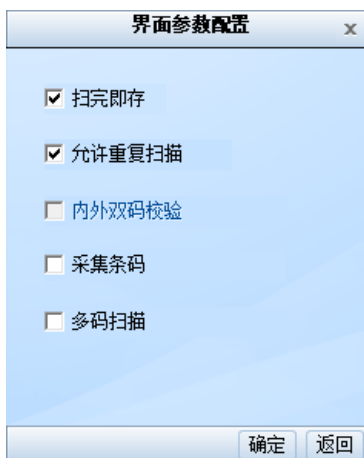 界面参数配置
x
扫完即存
允许重复扫描
内外双码校验
采集条码
多码扫描
确定 返回